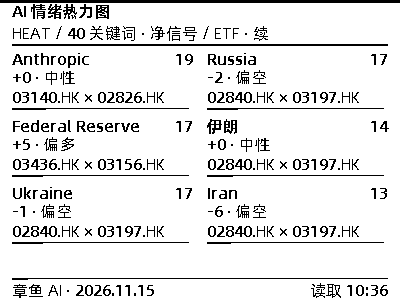 AI 情绪热力图
HEAT / 40 关键词 · 净信号 / ETF · 续
Anthropic 19
+0 · 中性
03140.HK × 02826.HK
Russia 17
-2 · 偏空
02840.HK × 03197.HK
Federal Reserve 17
+5 · 偏多
03436.HK × 03156.HK
伊朗 14
+0 · 中性
02840.HK × 03197.HK
Ukraine 17
-1 · 偏空
02840.HK × 03197.HK
Iran 13
-6 · 偏空
02840.HK × 03197.HK
章鱼 AI · 2026.11.15 读取 10:36